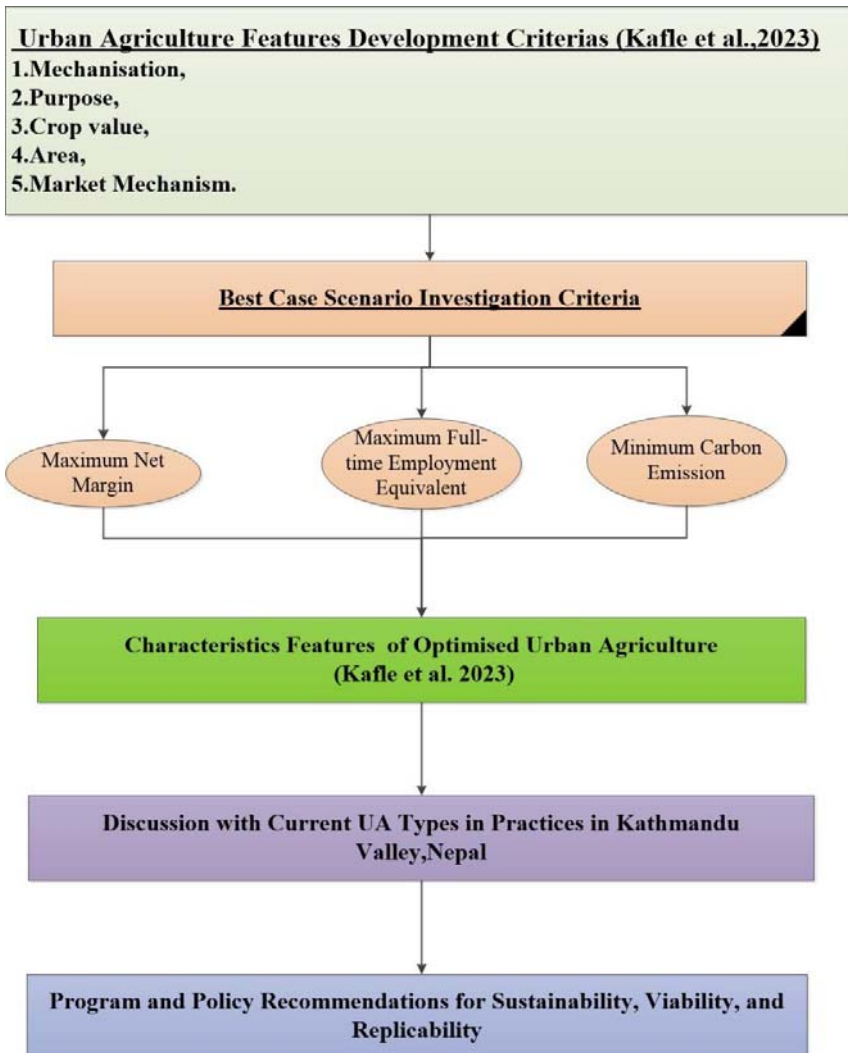 Urban Agriculture Features Development Criterias (Kafle et al.,2023)
1.Mechanisation,
2.Purpose,
3.Crop value,
4.Area,
5.Market Mechanism.
Best Case Scenario Investigation Criteria
Maximum Net
Margin
Maximum Full-
time Employment
Equivalent
Minimum Carbon
Emission
Characteristics Features of Optimised Urban Agriculture
(Kafle et al. 2023)
Discussion with Current UA Types in Practices in Kathmandu
Valley,Nepal
Program and Policy Recommendations for Sustainability, Viability, and
Replicability